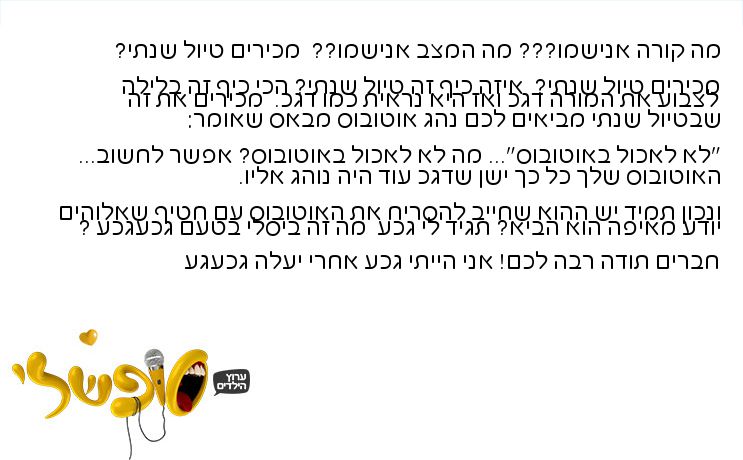 מה קורה אנישמו??? מה המצב אנישמו?? מכירים טיול שנתי?
מכירים טיול שנתי? איזה כיף זה טיול שנתי? הכי כיף זה בלילה
לצבוע את המורה דגכ ואז היא נראית כמו דגכ. מכירים את זה
שבטיול שנתי מביאים לכם נהג אוטובוס מבאס שאומר:
"לא לאכול באוטובוס"... מה לא לאכול באוטובוס? אפשר לחשוב...
האוטובוס שלך כל כך ישן שדגכ עוד היה נוהג אליו.
ונכון תמיד יש ההוא שחייב להסריח את האוטובוס עם חטיף שאלוהים
יודע מאיפה הוא הביא? תגיד לי גכע מה זה ביסלי בטעם גכעגכע ?
חברים תודה רבה לכם! אני הייתי גכע אחרי יעלה גכעגע
סופשלי
ערוץ
הילדים